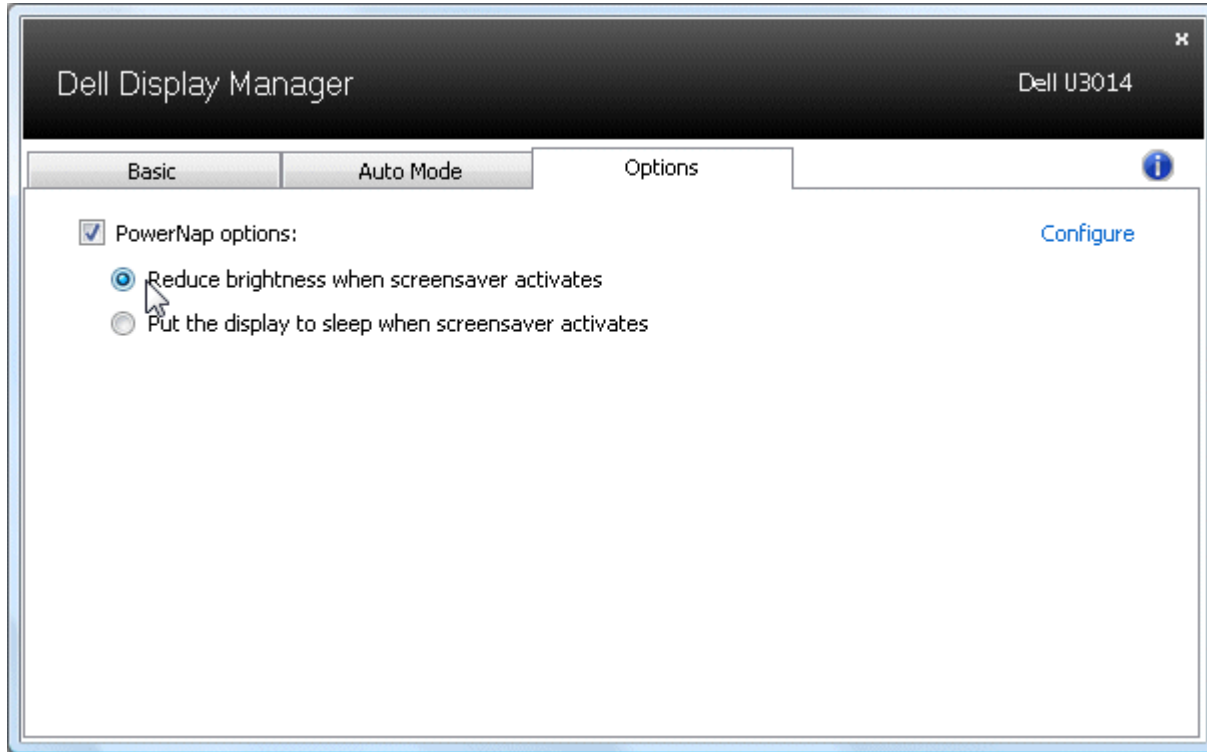 Dell Display Manager
Dell U3014
Basic
Auto Mode
Options
PowerNap options:
Configure
Reduce brightness when screensaver activates
Put the display to sleep when screensaver activates